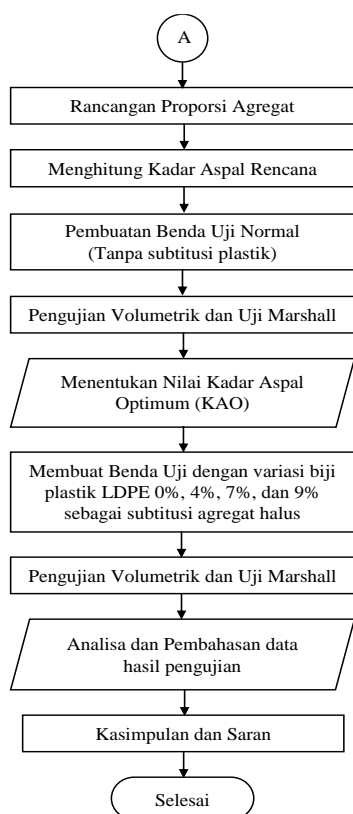 A
Rancangan Proporsi Agregat
Menghitung Kadar Aspal Rencana
Pembuatan Benda Uji Normal
(Tanpa subtitusi plastik)
Pengujian Volumetrik dan Uji Marshall
Menentukan Nilai Kadar Aspal
Optimum (KAO)
Membuat Benda Uji dengan variasi biji
plastik LDPE 0%, 4%, 7%, dan 9%
sebagai subtitusi agregat halus
Pengujian Volumetrik dan Uji Marshall
Analisa dan Pembahasan data
hasil pengujian
Kasimpulan dan Saran
Selesai